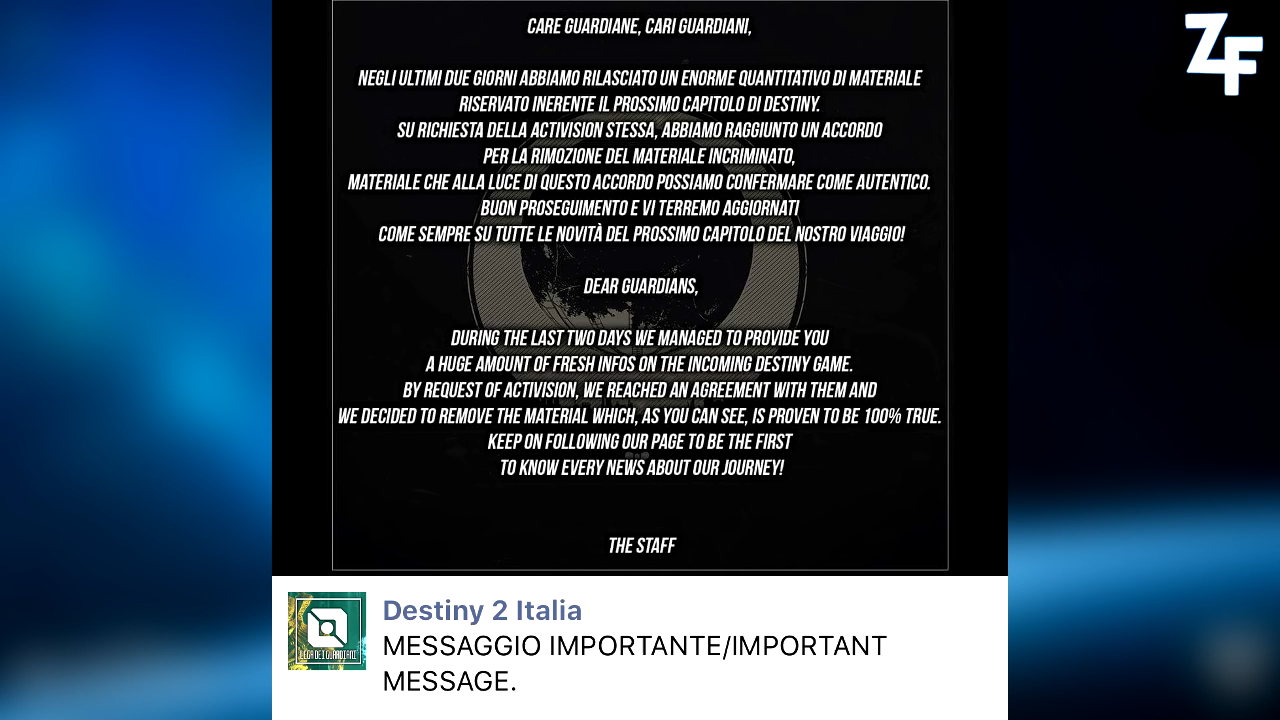 ZF
CARE GUARDIANE, CARI GUARDIANI,
NEGLI ULTIMI DUE GIORNI ABBIAMO RILASCIATO UN ENORME QUANTITATIVO DI MATERIALE
RISERVATO INERENTE IL PROSSIMO CAPITOLO DI DESTINY.
SU RICHIESTA DELLA ACTIVISION STESSA, ABBIAMO RAGGIUNTO UN ACCORDO
PER LA RIMOZIONE DEL MATERIALE INCRIMINATO,
MATERIALE CHE ALLA LUCE DI QUESTO ACCORDO POSSIAMO CONFERMARE COME AUTENTICO.
BUON PROSEGUIMENTO E VI TERREMO AGGIORNATI
COME SEMPRE SU TUTTE LE NOVITÀ DEL PROSSIMO CAPITOLO DEL NOSTRO VIAGGIO!
DEAR GUARDIANS,
DURING THE LAST TWO DAYS WE MANAGED TO PROVIDE YOU
A HUGE AMOUNT OF FRESH INFOS ON THE INCOMING DESTINY GAME.
BY REQUEST OF ACTIVISION, WE REACHED AN AGREEMENT WITH THEM AND
WE DECIDED TO REMOVE THE MATERIAL WHICH, AS YOU CAN SEE, IS PROVEN TO BE 100% TRUE.
KEEP ON FOLLOWING OUR PAGE TO BE THE FIRST
TO KNOW EVERY NEWS ABOUT OUR JOURNEY!
THE STAFF
LEGA DEI GUARDIANI
Destiny 2 Italia
MESSAGGIO IMPORTANTE/IMPORTANT
MESSAGE.